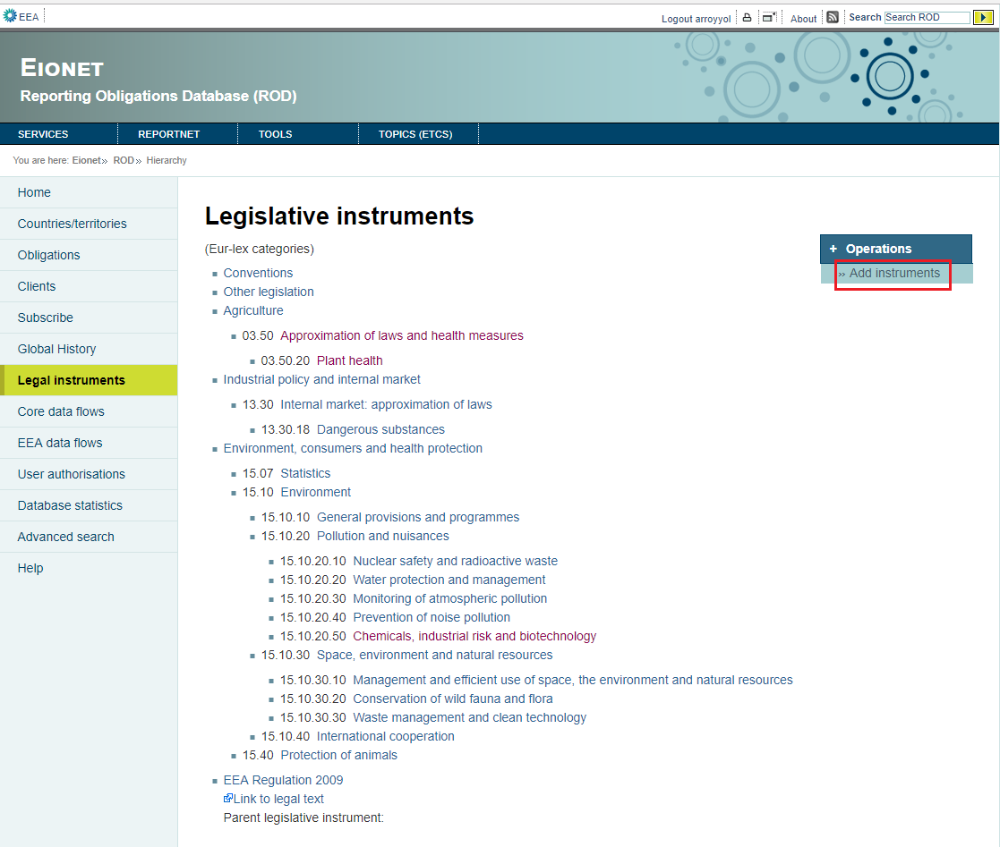 EEA
Logout arroyyol
About
Search
Search ROD
EIONET
Reporting Obligations Database (ROD)
SERVICES
REPORTNET
TOOLS
TOPICS (ETCS)
You are here: Eionet» ROD» Hierarchy
Home
Countries/territories
Obligations
Clients
Subscribe
Global History
Legal instruments
Core data flows
EEA data flows
User authorisations
Database statistics
Advanced search
Help
Legislative instruments
(Eur-lex categories)
Conventions
Other legislation
Agriculture
03.50 Approximation of laws and health measures
03.50.20 Plant health
Industrial policy and internal market
13.30 Internal market: approximation of laws
13.30.18 Dangerous substances
Environment, consumers and health protection
15.07 Statistics
15.10 Environment
15.10.10 General provisions and programmes
15.10.20 Pollution and nuisances
15.10.20.10 Nuclear safety and radioactive waste
15.10.20.20 Water protection and management
15.10.20.30 Monitoring of atmospheric pollution
15.10.20.40 Prevention of noise pollution
15.10.20.50 Chemicals, industrial risk and biotechnology
15.10.30 Space, environment and natural resources
15.10.30.10 Management and efficient use of space, the environment and natural resources
15.10.30.20 Conservation of wild fauna and flora
15.10.30.30 Waste management and clean technology
15.10.40 International cooperation
15.40 Protection of animals
EEA Regulation 2009
Link to legal text
Parent legislative instrument:
+ Operations
» Add instruments